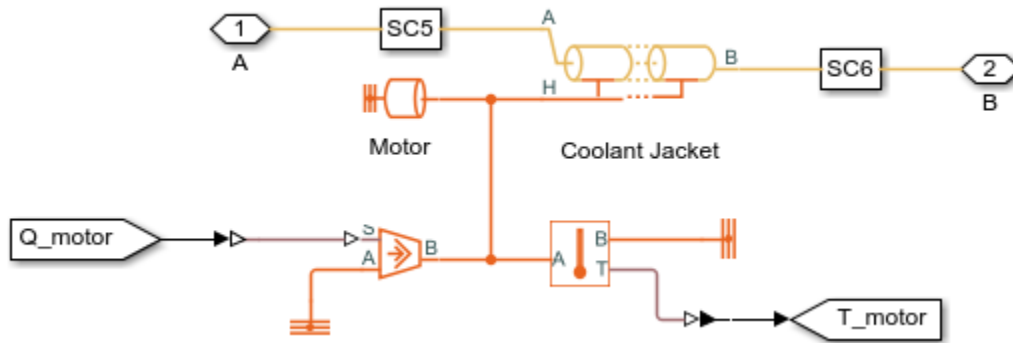 1
A
SC5
A
B
SC6
2
B
H
Motor
Coolant Jacket
Q_motor
S
A
B
A
B
T
T_motor